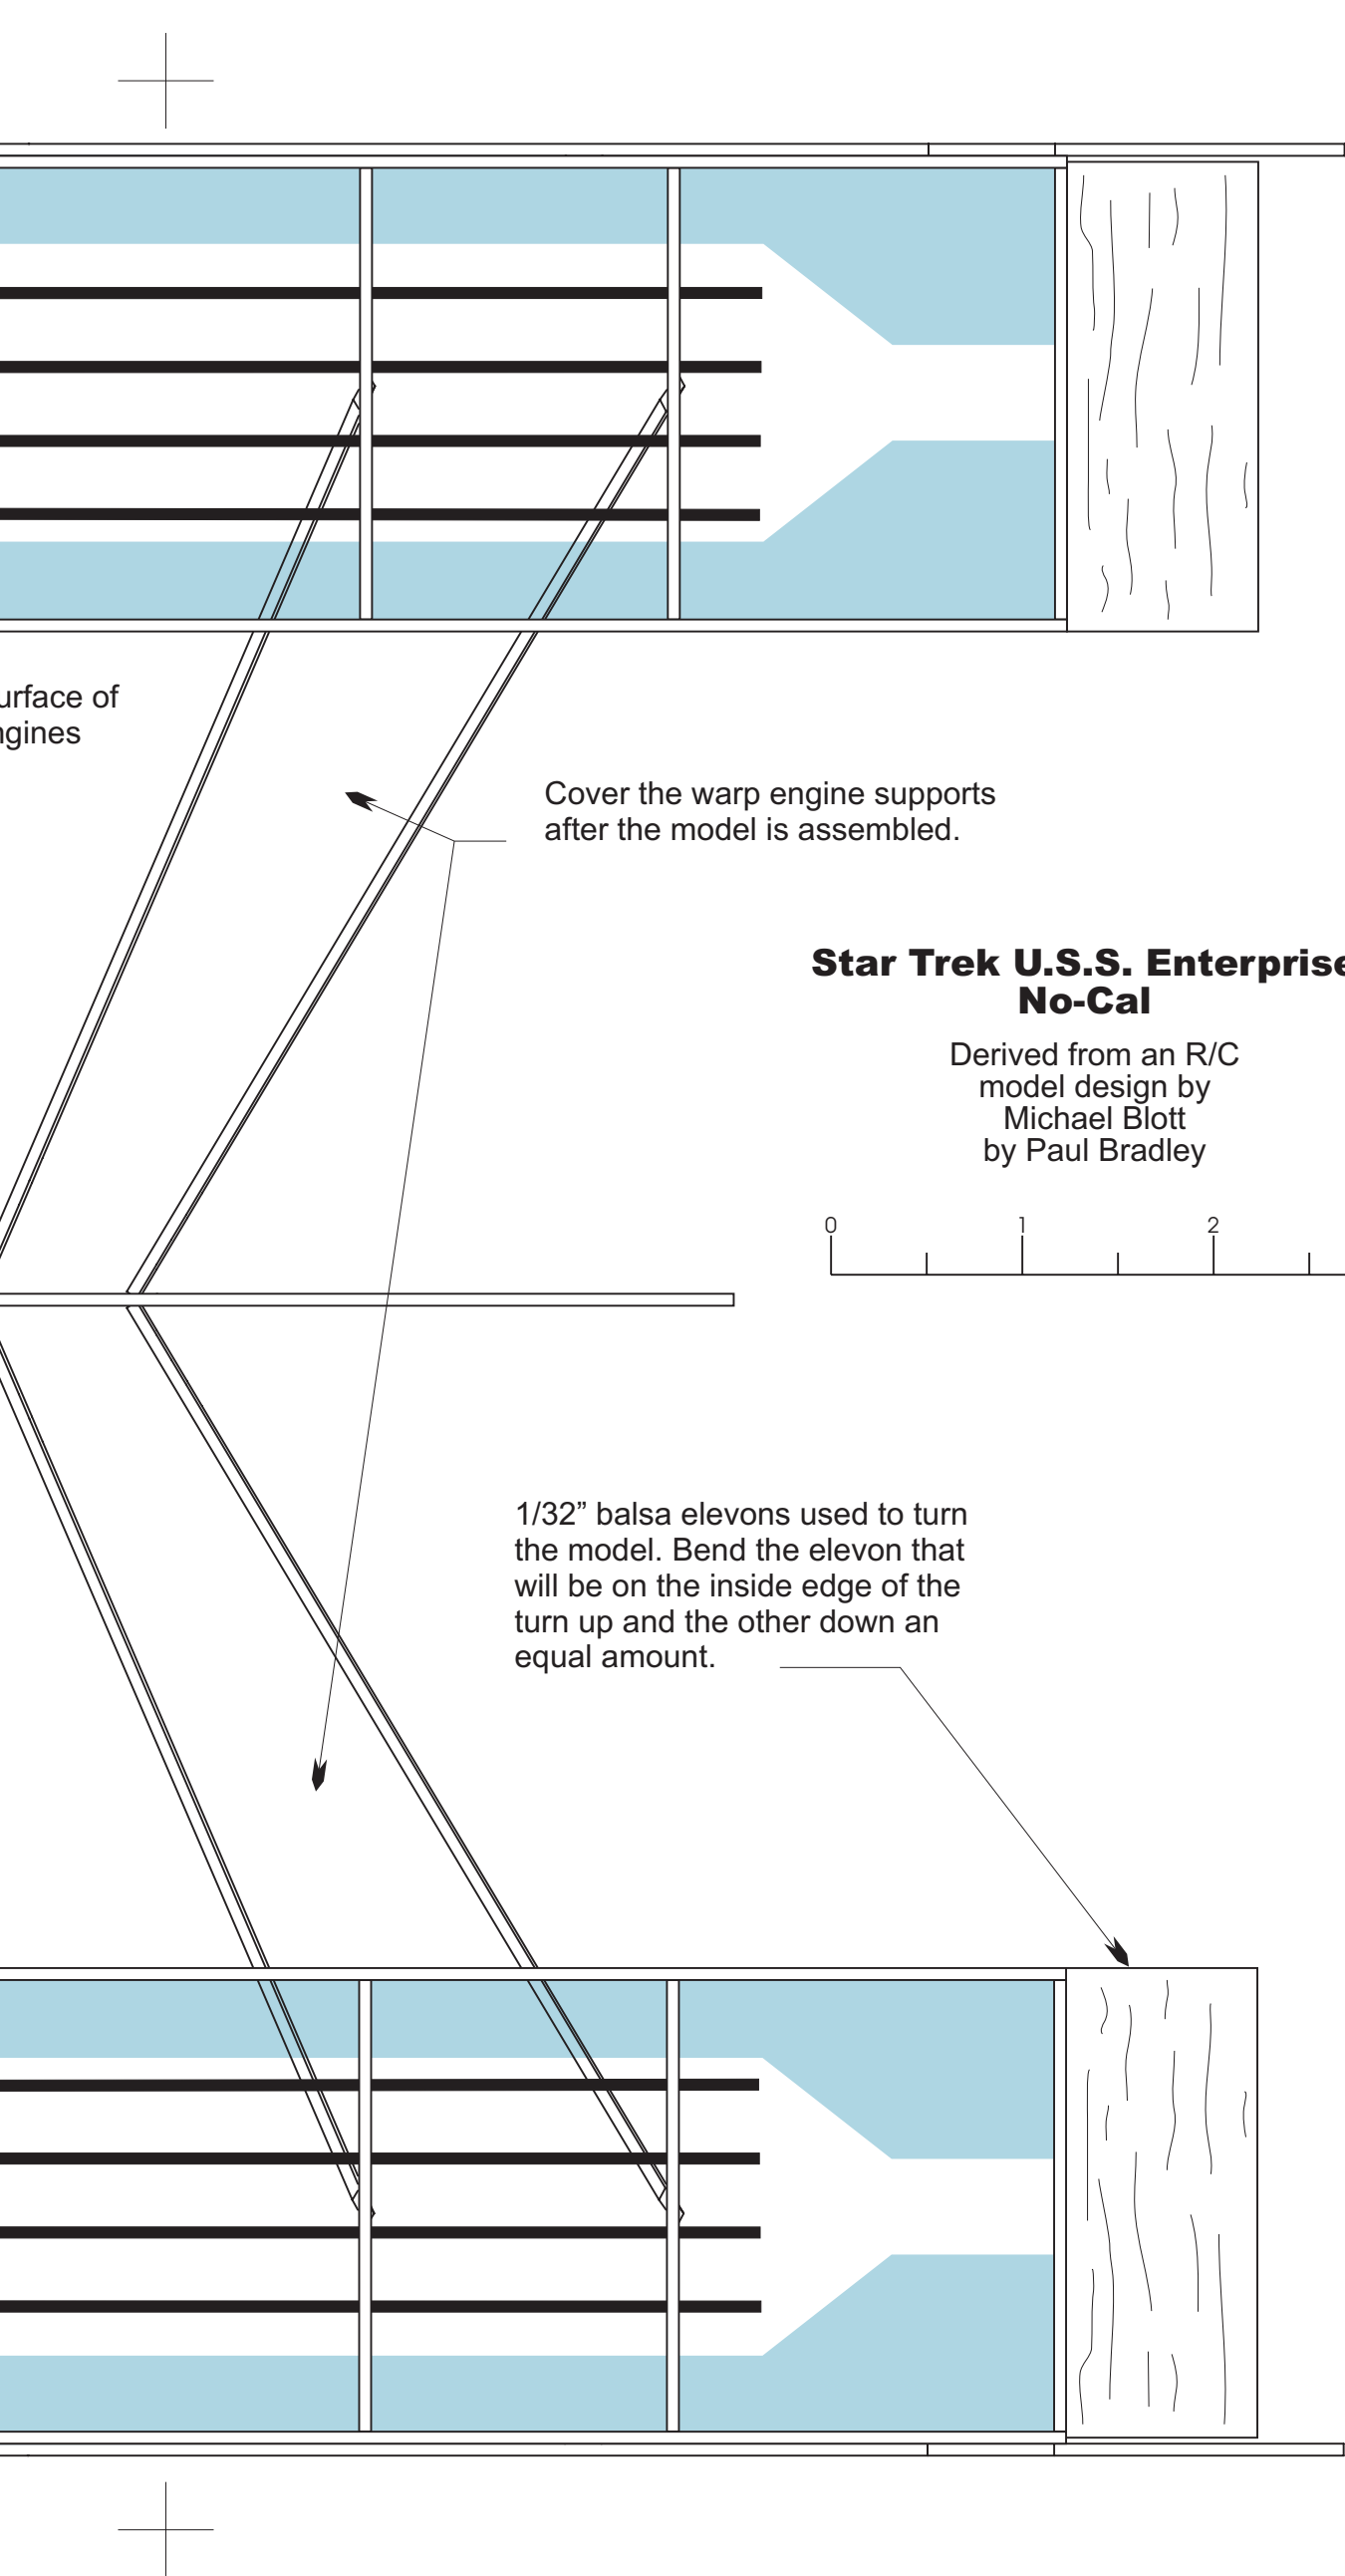 urface of
ngines
Cover the warp engine supports
after the model is assembled.
Star Trek U.S.S. Enterprise
No-Cal
Derived from an R/C
model design by
Michael Blott
by Paul Bradley
0 1 2
1/32” balsa elevons used to turn
the model. Bend the elevon that
will be on the inside edge of the
turn up and the other down an
equal amount.